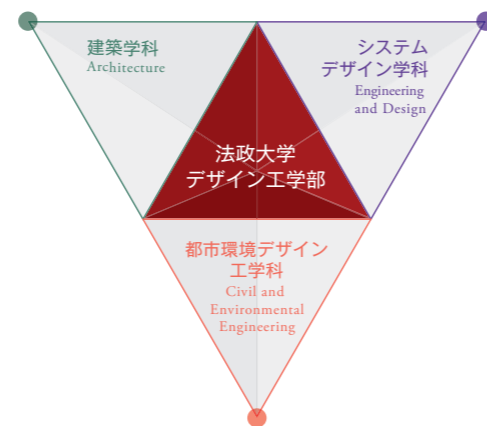 建築学科
Architecture
システム
デザイン学科
Engineering
and Design
法政大学
デザイン工学部
都市環境デザイン
工学科
Civil and
Environmental
Engineering